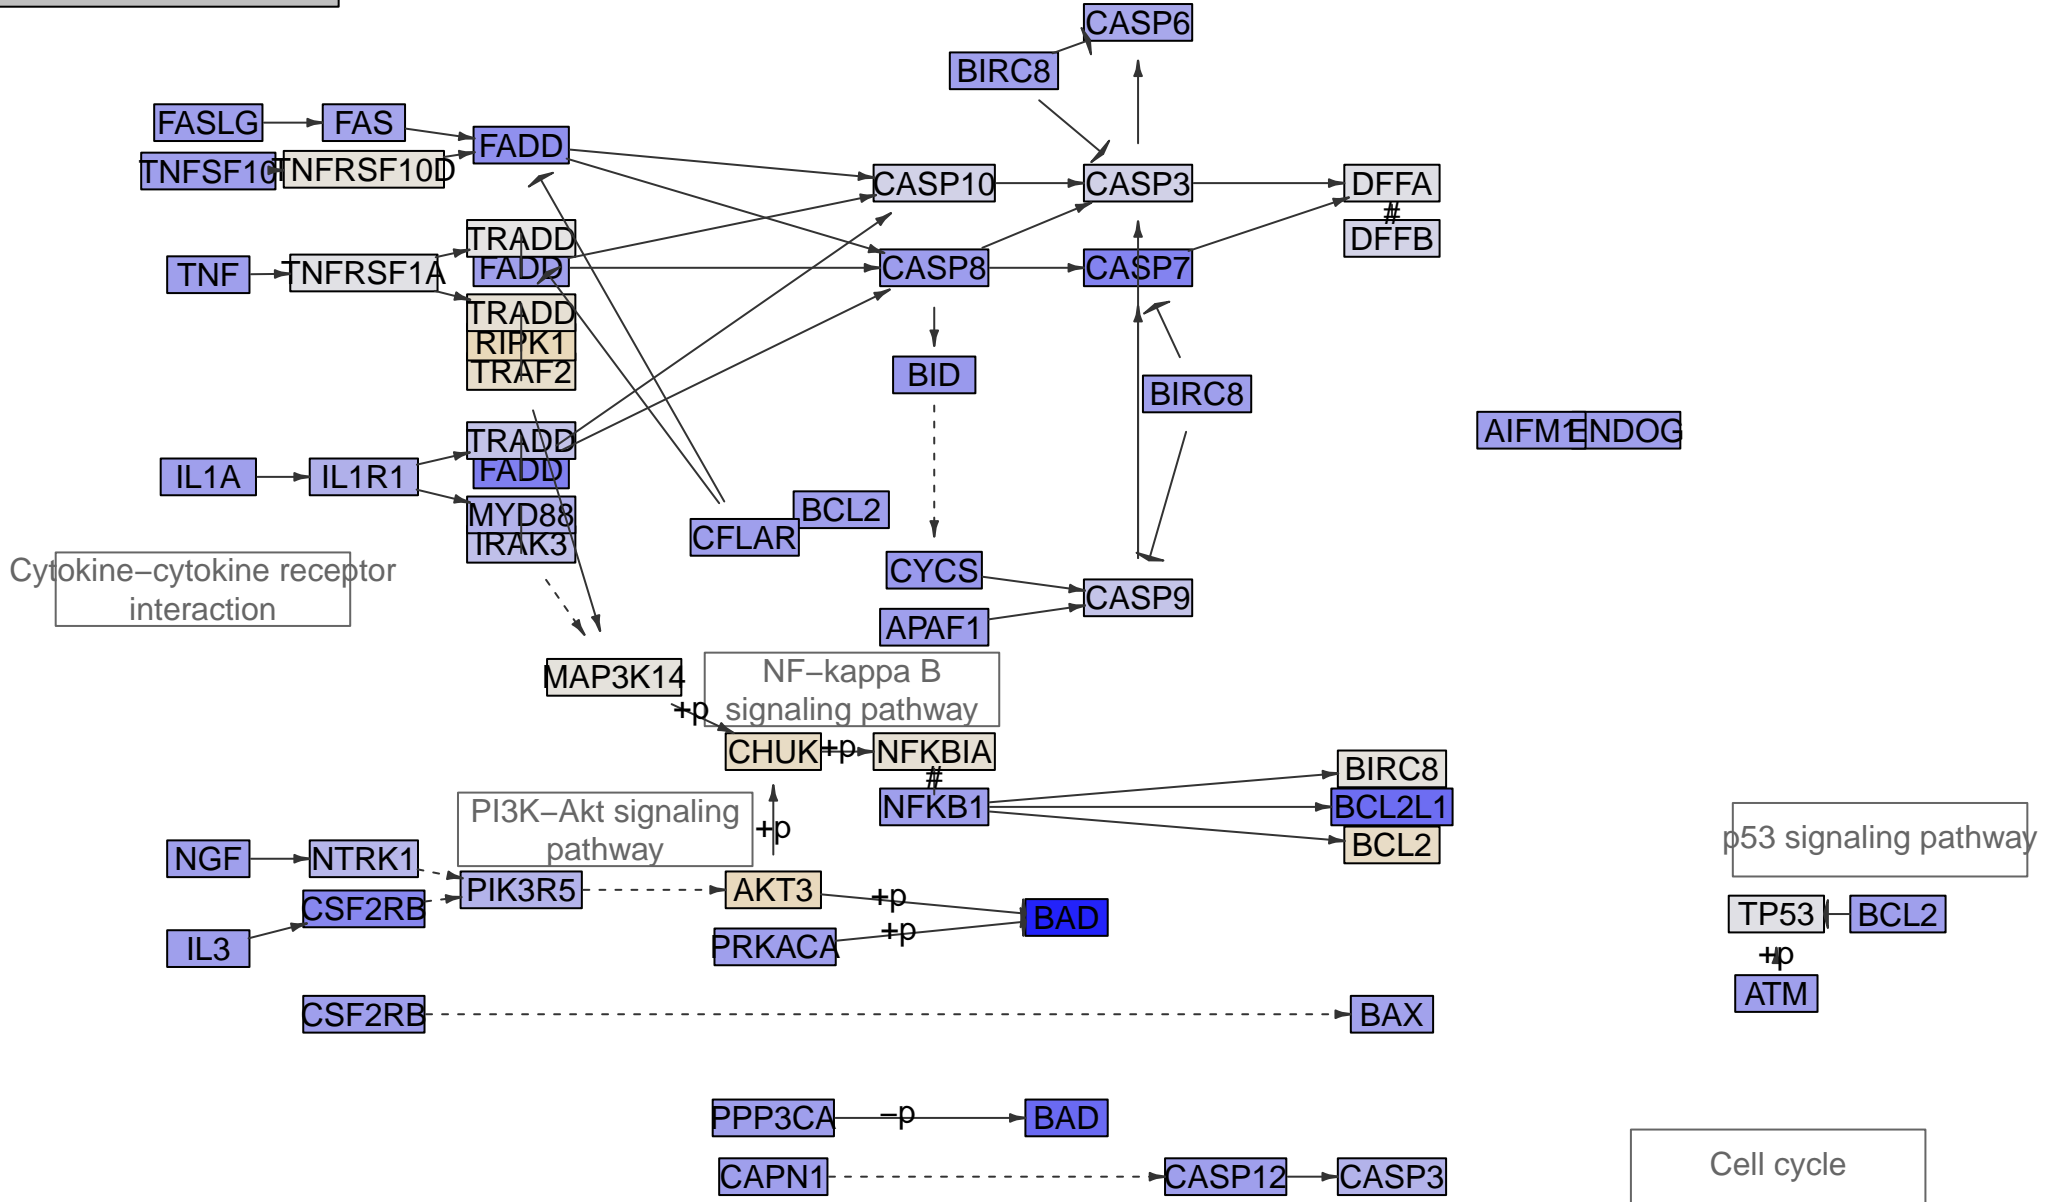 CASP6
BIRC8
FASLG
FAS
FADD
TNFSF10
TNFRSF10D
CASP10
CASP3
DFFA
#
DFFB
TRADD
FADD
TNF
TNFRSF1A
CASP8
CASP7
TRADD
RIPK1
TRAF2
BID
BIRC8
TRADD
FADD
AIFM1
ENDOG
IL1A
IL1R1
MYD88
IRAK3
BCL2
CFLAR
Cytokine–cytokine receptor
interaction
CYCS
CASP9
APAF1
MAP3K14
NF–kappa B
signaling pathway
+p
CHUK
+p
NFKBIA
#
NFKB1
BIRC8
BCL2L1
BCL2
PI3K–Akt signaling
pathway
+p
p53 signaling pathway
NGF
NTRK1
PIK3R5
AKT3
+p
CSF2RB
BAD
TP53
BCL2
IL3
PRKACA
+p
+p
ATM
CSF2RB
BAX
PPP3CA
–p
BAD
CAPN1
CASP12
CASP3
Cell cycle